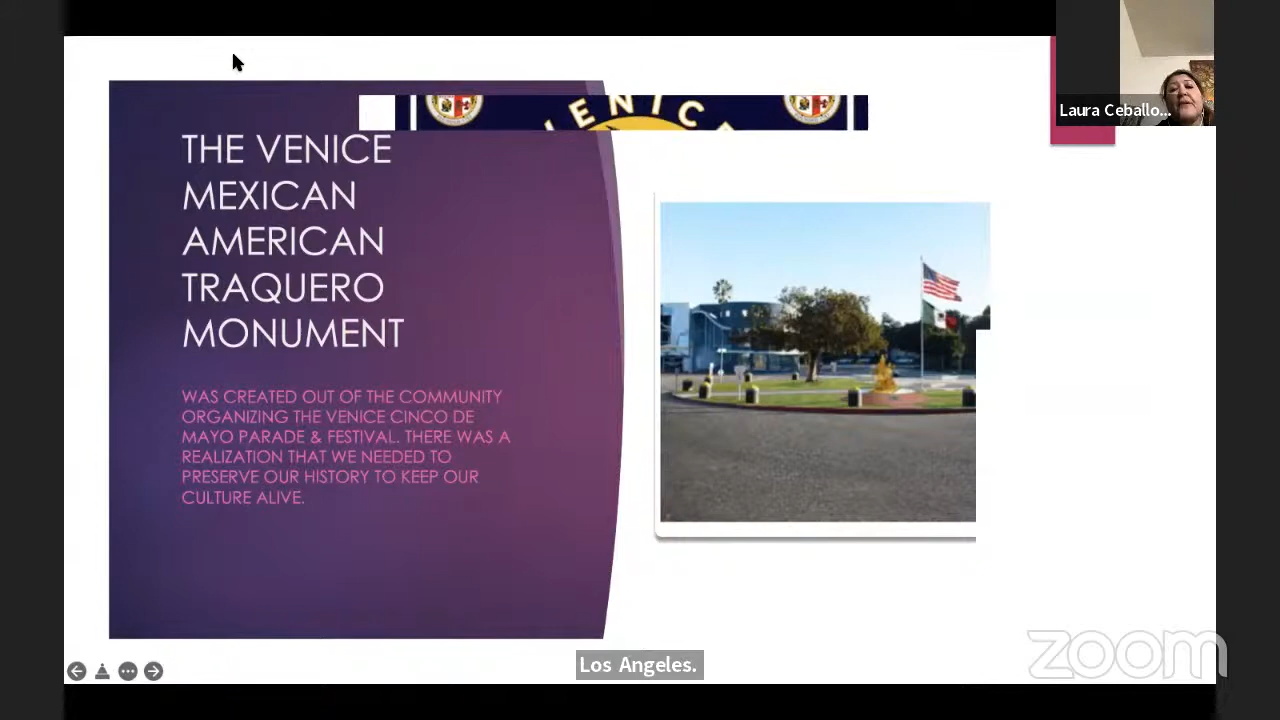 VENICE
Laura Ceballo...
THE VENICE
MEXICAN
AMERICAN
TRAQUERO
MONUMENT
WAS CREATED OUT OF THE COMMUNITY
ORGANIZING THE VENICE CINCO DE
MAYO PARADE & FESTIVAL. THERE WAS A
REALIZATION THAT WE NEEDED TO
PRESERVE OUR HISTORY TO KEEP OUR
CULTURE ALIVE.
Los Angeles.
zoom